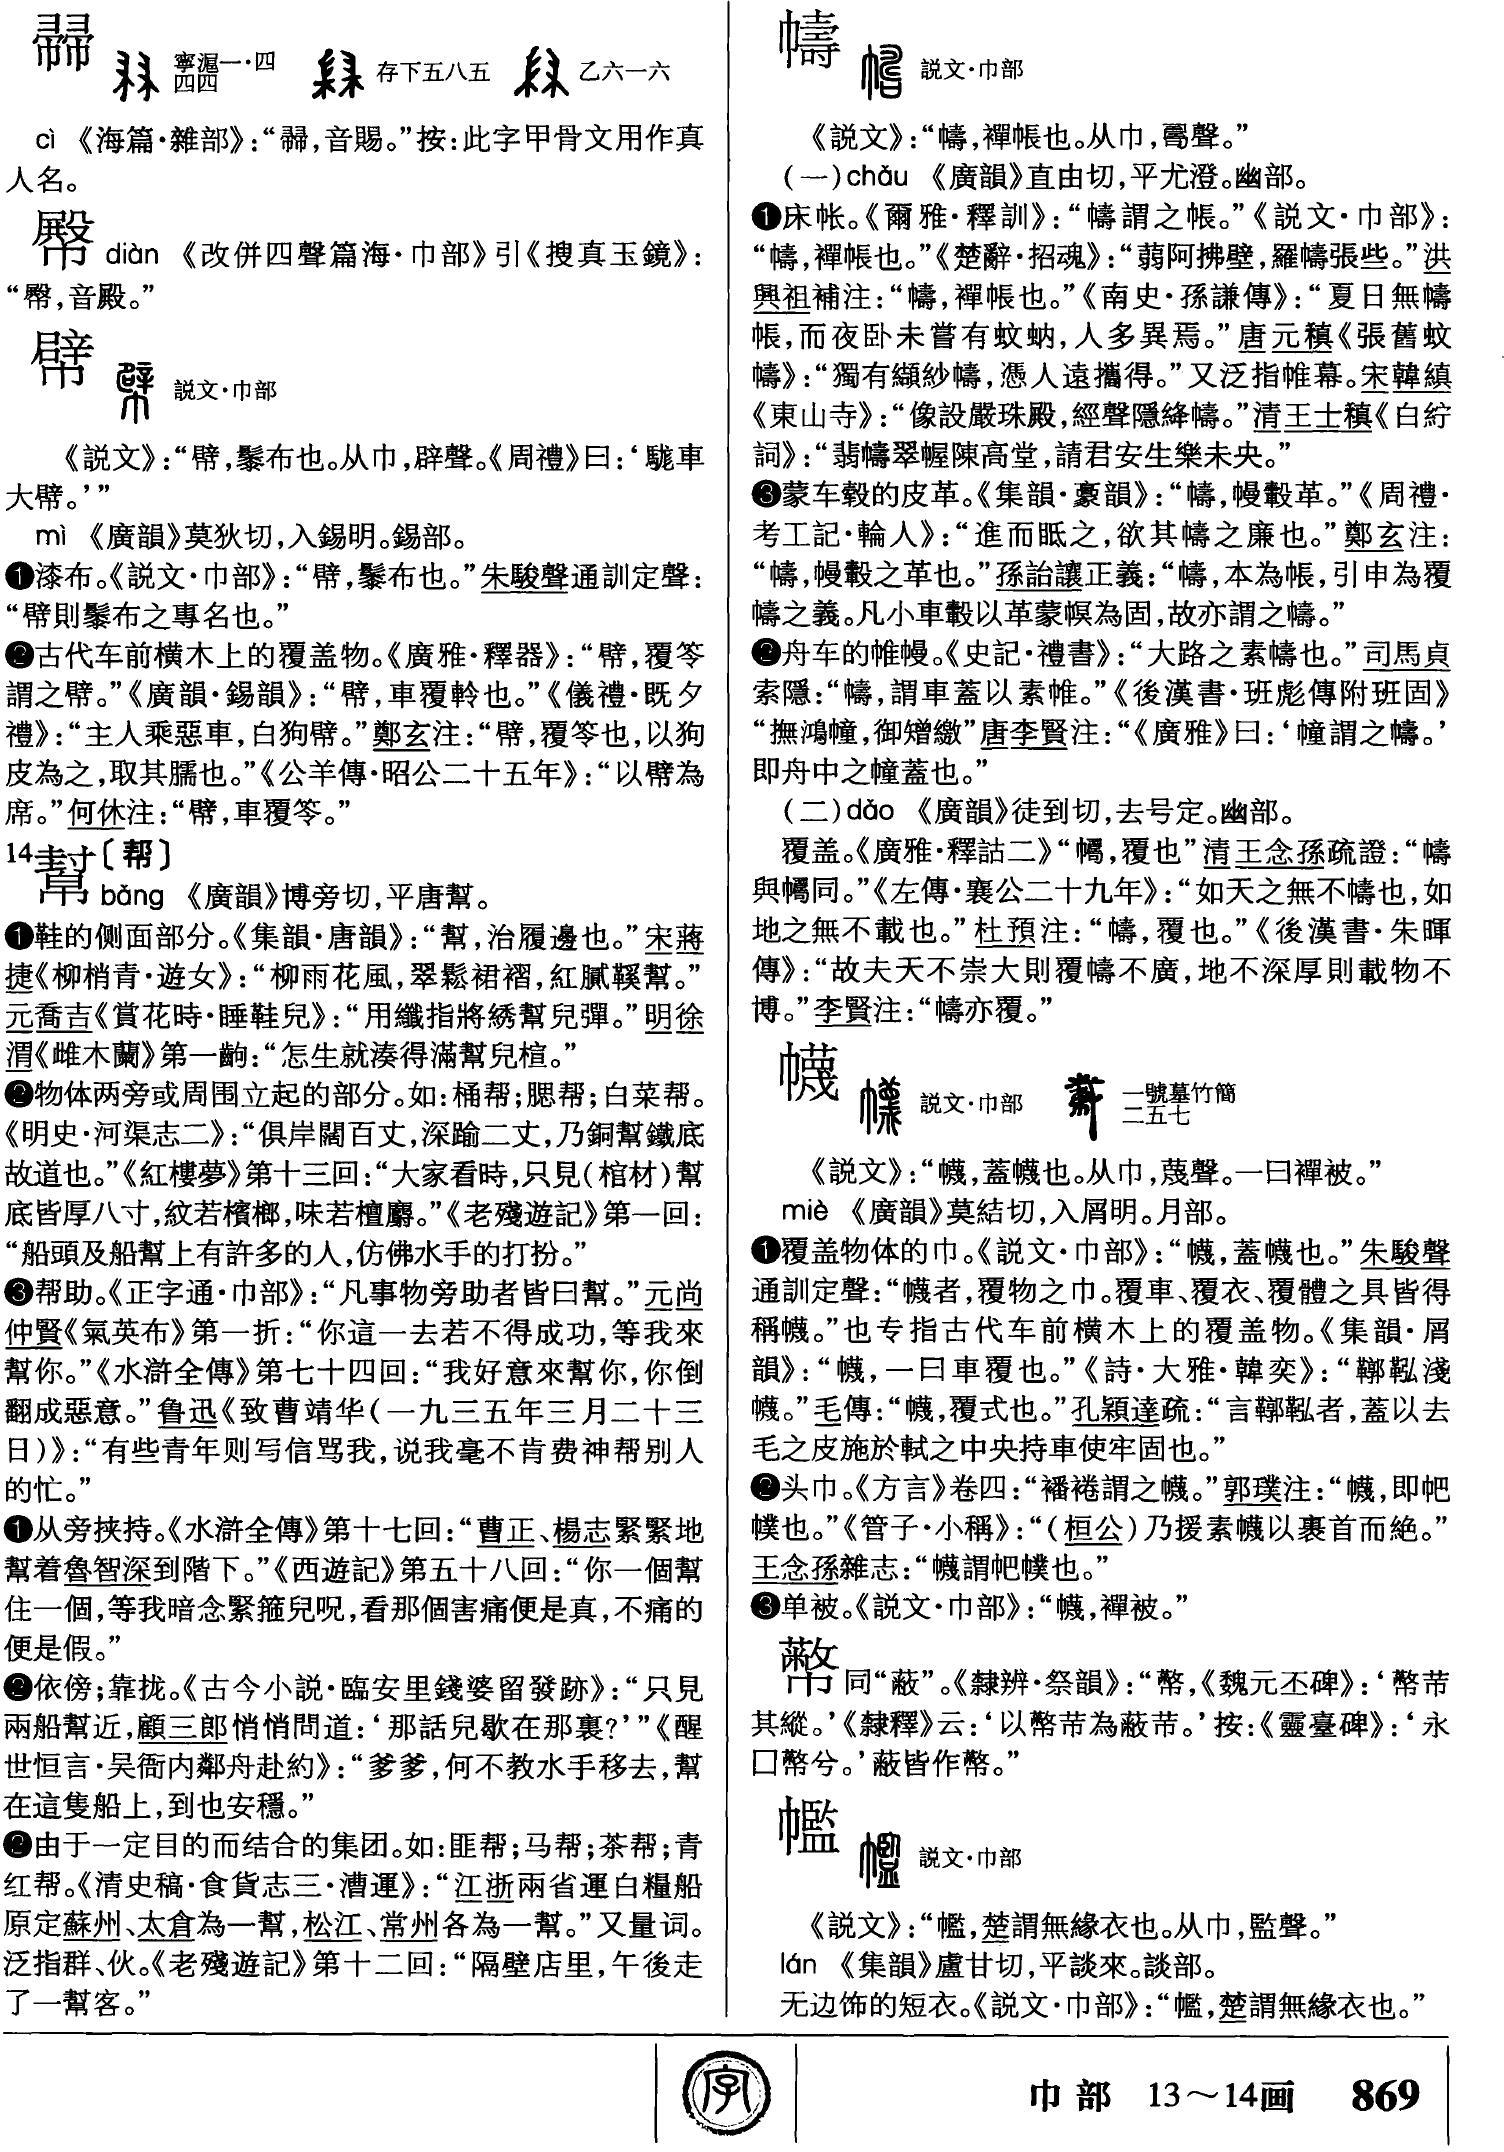 寧滬一·四四四 存下五八五 乙六一六
cì 《海篇·雜部》：“𢅏，音賜。”按：此字甲骨文用作真
人名。
diàn 《改併四聲篇海·巾部》引《搜真玉鏡》：
“，音殿。”
幦
説文·巾部
《説文》：“幦，鬏布也。从巾，辟聲。《周禮》曰：‘駹車
大幦。’”
mì 《廣韻》莫狄切，入錫明。錫部。
❶漆布。《説文·巾部》：“幦，鬏布也。”朱駿聲通訓定聲：
“幦則鬏布之專名也。”
❷古代车前横木上的覆盖物。《廣雅·釋器》：“幦，覆笭
謂之幦。”《廣韻·錫韻》：“幦，車覆軨也。”《儀禮·既夕
禮》：“主人乘惡車，白狗幦。”鄭玄注：“幦，覆笭也，以狗
皮為之，取其臑也。”《公羊傳·昭公二十五年》：“以幦為
席。”何休注：“幦，車覆笭。”
14幫〔帮〕
bāng 《廣韻》博旁切，平唐幫。
❶鞋的侧面部分。《集韻·唐韻》：“幫，治履邊也。”宋蔣
捷《柳梢青·遊女》：“柳雨花風，翠鬆裙褶，紅膩鞵幫。”
元喬吉《賞花時·睡鞋兒》：“用纖指將綉幫兒彈。”明徐
渭《雌木蘭》第一齣：“怎生就湊得滿幫兒楦。”
❷物体两旁或周围立起的部分。如：桶帮；腮帮；白菜帮。
《明史·河渠志二》：“俱岸闊百丈，深踰二丈，乃銅幫鐵底
故道也。”《紅樓夢》第十三回：“大家看時，只見（棺材）幫
底皆厚八寸，紋若檳榔，味若檀麝。”《老殘遊記》第一回：
“船頭及船幫上有許多的人，仿佛水手的打扮。”
❸帮助。《正字通·巾部》：“凡事物旁助者皆曰幫。”元尚
仲賢《氣英布》第一折：“你這一去若不得成功，等我來
幫你。”《水滸全傳》第七十四回：“我好意來幫你，你倒
翻成惡意。”鲁迅《致曹靖华（一九三五年三月二十三
日）》：“有些青年则写信骂我，说我毫不肯费神帮别人
的忙。”
❶从旁挟持。《水滸全傳》第十七回：“曹正、楊志緊緊地
幫着魯智深到階下。”《西遊記》第五十八回：“你一個幫
住一個，等我暗念緊箍兒呪，看那個害痛便是真，不痛的
便是假。”
❷依傍；靠拢。《古今小説·臨安里錢婆留發跡》：“只見
兩船幫近，顧三郎悄悄問道：‘那話兒歇在那裏？’”《醒
世恒言·吴衙内鄰舟赴約》：“爹爹，何不教水手移去，幫
在這隻船上，到也安穩。”
❷由于一定目的而结合的集团。如：匪帮；马帮；茶帮；青
红帮。《清史稿·食貨志三·漕運》：“江浙兩省運白糧船
原定蘇州、太倉為一幫，松江、常州各為一幫。”又量词。
泛指群、伙。《老殘遊記》第十二回：“隔壁店里，午後走
了一幫客。”
幬
説文·巾部
《説文》：“幬，禪帳也。从巾，𠷎聲。”
（一）chóu 《廣韻》直由切，平尤澄。幽部。
❶床帐。《爾雅·釋訓》：“幬謂之帳。”《説文·巾部》：
“幬，禪帳也。”《楚辭·招魂》：“蒻阿拂壁，羅幬張些。”洪
興祖補注：“幬，禪帳也。”《南史·孫謙傳》：“夏日無幬
帳，而夜卧未嘗有蚊蚋，人多異焉。”唐元稹《張舊蚊
幬》：“獨有纈紗幬，憑人遠攜得。”又泛指帷幕。宋韓縝
《東山寺》：“像設嚴珠殿，經聲隱絳幬。”清王士稹《白紵
詞》：“翡幬翠幄陳高堂，請君安生樂未央。”
❸蒙车毂的皮革。《集韻·豪韻》：“幬，幔轂革。”《周禮·
考工記·輪人》：“進而眡之，欲其幬之廉也。”鄭玄注：
“幬，幔轂之革也。”孫詒讓正義：“幬，本為帳，引申為覆
幬之義。凡小車轂以革蒙幎為固，故亦謂之幬。”
❷舟车的帷幔。《史記·禮書》：“大路之素幬也。”司馬貞
索隱：“幬，謂車蓋以素帷。”《後漢書·班彪傳附班固》
“撫鴻幢，御矰繳”唐李賢注：“《廣雅》曰：‘幢謂之幬。’
即舟中之幢蓋也。”
（二）dào 《廣韻》徒到切，去号定。幽部。
覆盖。《廣雅·釋詁二》“㡞，覆也”清王念孫疏證：“幬
與㡞同。”《左傳·襄公二十九年》：“如天之無不幬也，如
地之無不載也。”杜預注：“幬，覆也。”《後漢書·朱暉
傳》：“故夫天不崇大則覆幬不廣，地不深厚則載物不
博。”李賢注：“幬亦覆。”
幭
説文·巾部 一號墓竹簡二五七
《説文》：“幭，蓋幭也。从巾，蔑聲。一曰禪被。”
miè 《廣韻》莫結切，入屑明。月部。
❶覆盖物体的巾。《説文·巾部》：“幭，蓋幭也。”朱駿聲
通訓定聲：“幭者，覆物之巾。覆車、覆衣、覆體之具皆得
稱幭。”也专指古代车前横木上的覆盖物。《集韻·屑
韻》：“幭，一曰車覆也。”《詩·大雅·韓奕》：“鞹鞃淺
幭。”毛傳：“幭，覆式也。”孔穎達疏：“言鞹鞃者，蓋以去
毛之皮施於軾之中央持車使牢固也。”
❷头巾。《方言》卷四：“襎裷謂之幭。”郭璞注：“幭，即帊
幞也。”《管子·小稱》：“（桓公）乃援素幭以裹首而絶。”
王念孫雜志：“幭謂帊幞也。”
❸单被。《説文·巾部》：“幭，禪被。”
幣同“蔽”。《隸辨·祭韻》：“幣，《魏元丕碑》：‘幣芾
其縱。’《隸釋》云：‘以幣芾為蔽芾。’按：《靈臺碑》：‘永
囗幣兮。’蔽皆作幣。”
㡮
説文·巾部
《説文》：“㡮，楚謂無緣衣也。从巾，監聲。”
lán 《集韻》盧甘切，平談來。談部。
无边饰的短衣。《説文·巾部》：“㡮，楚謂無緣衣也。”
字
巾部 13～14画 869